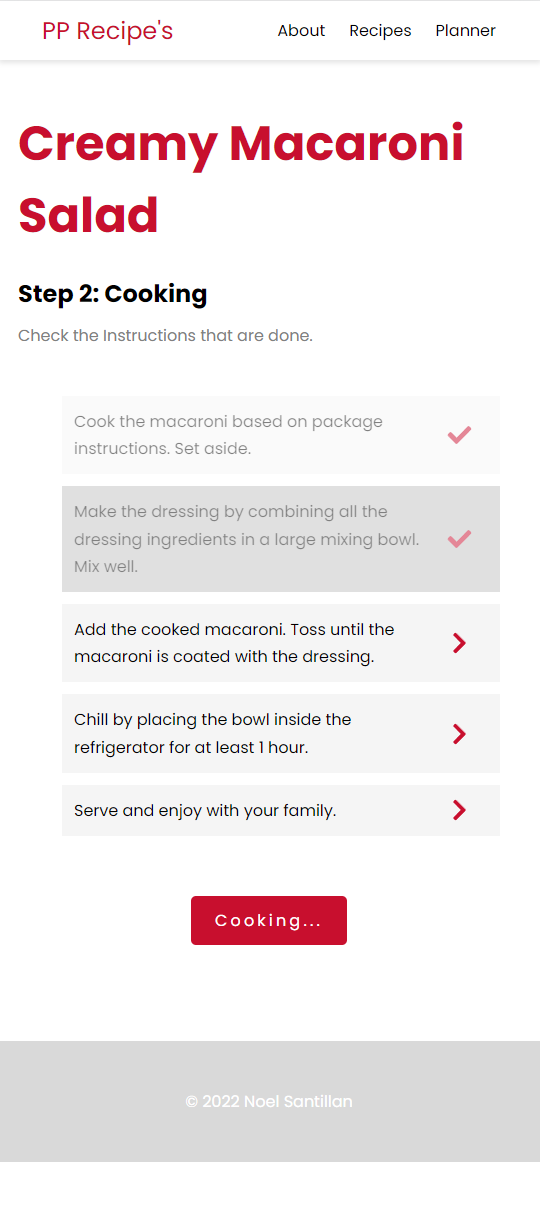 PP Recipe's
About
Recipes
Planner
Creamy Macaroni
Salad
Step 2: Cooking
Check the Instructions that are done.
Cook the macaroni based on package
instructions. Set aside.
Make the dressing by combining all the
dressing ingredients in a large mixing bowl.
Mix well.
Add the cooked macaroni. Toss until the
macaroni is coated with the dressing.
Chill by placing the bowl inside the
refrigerator for at least 1 hour.
Serve and enjoy with your family.
Cooking...
© 2022 Noel Santillan